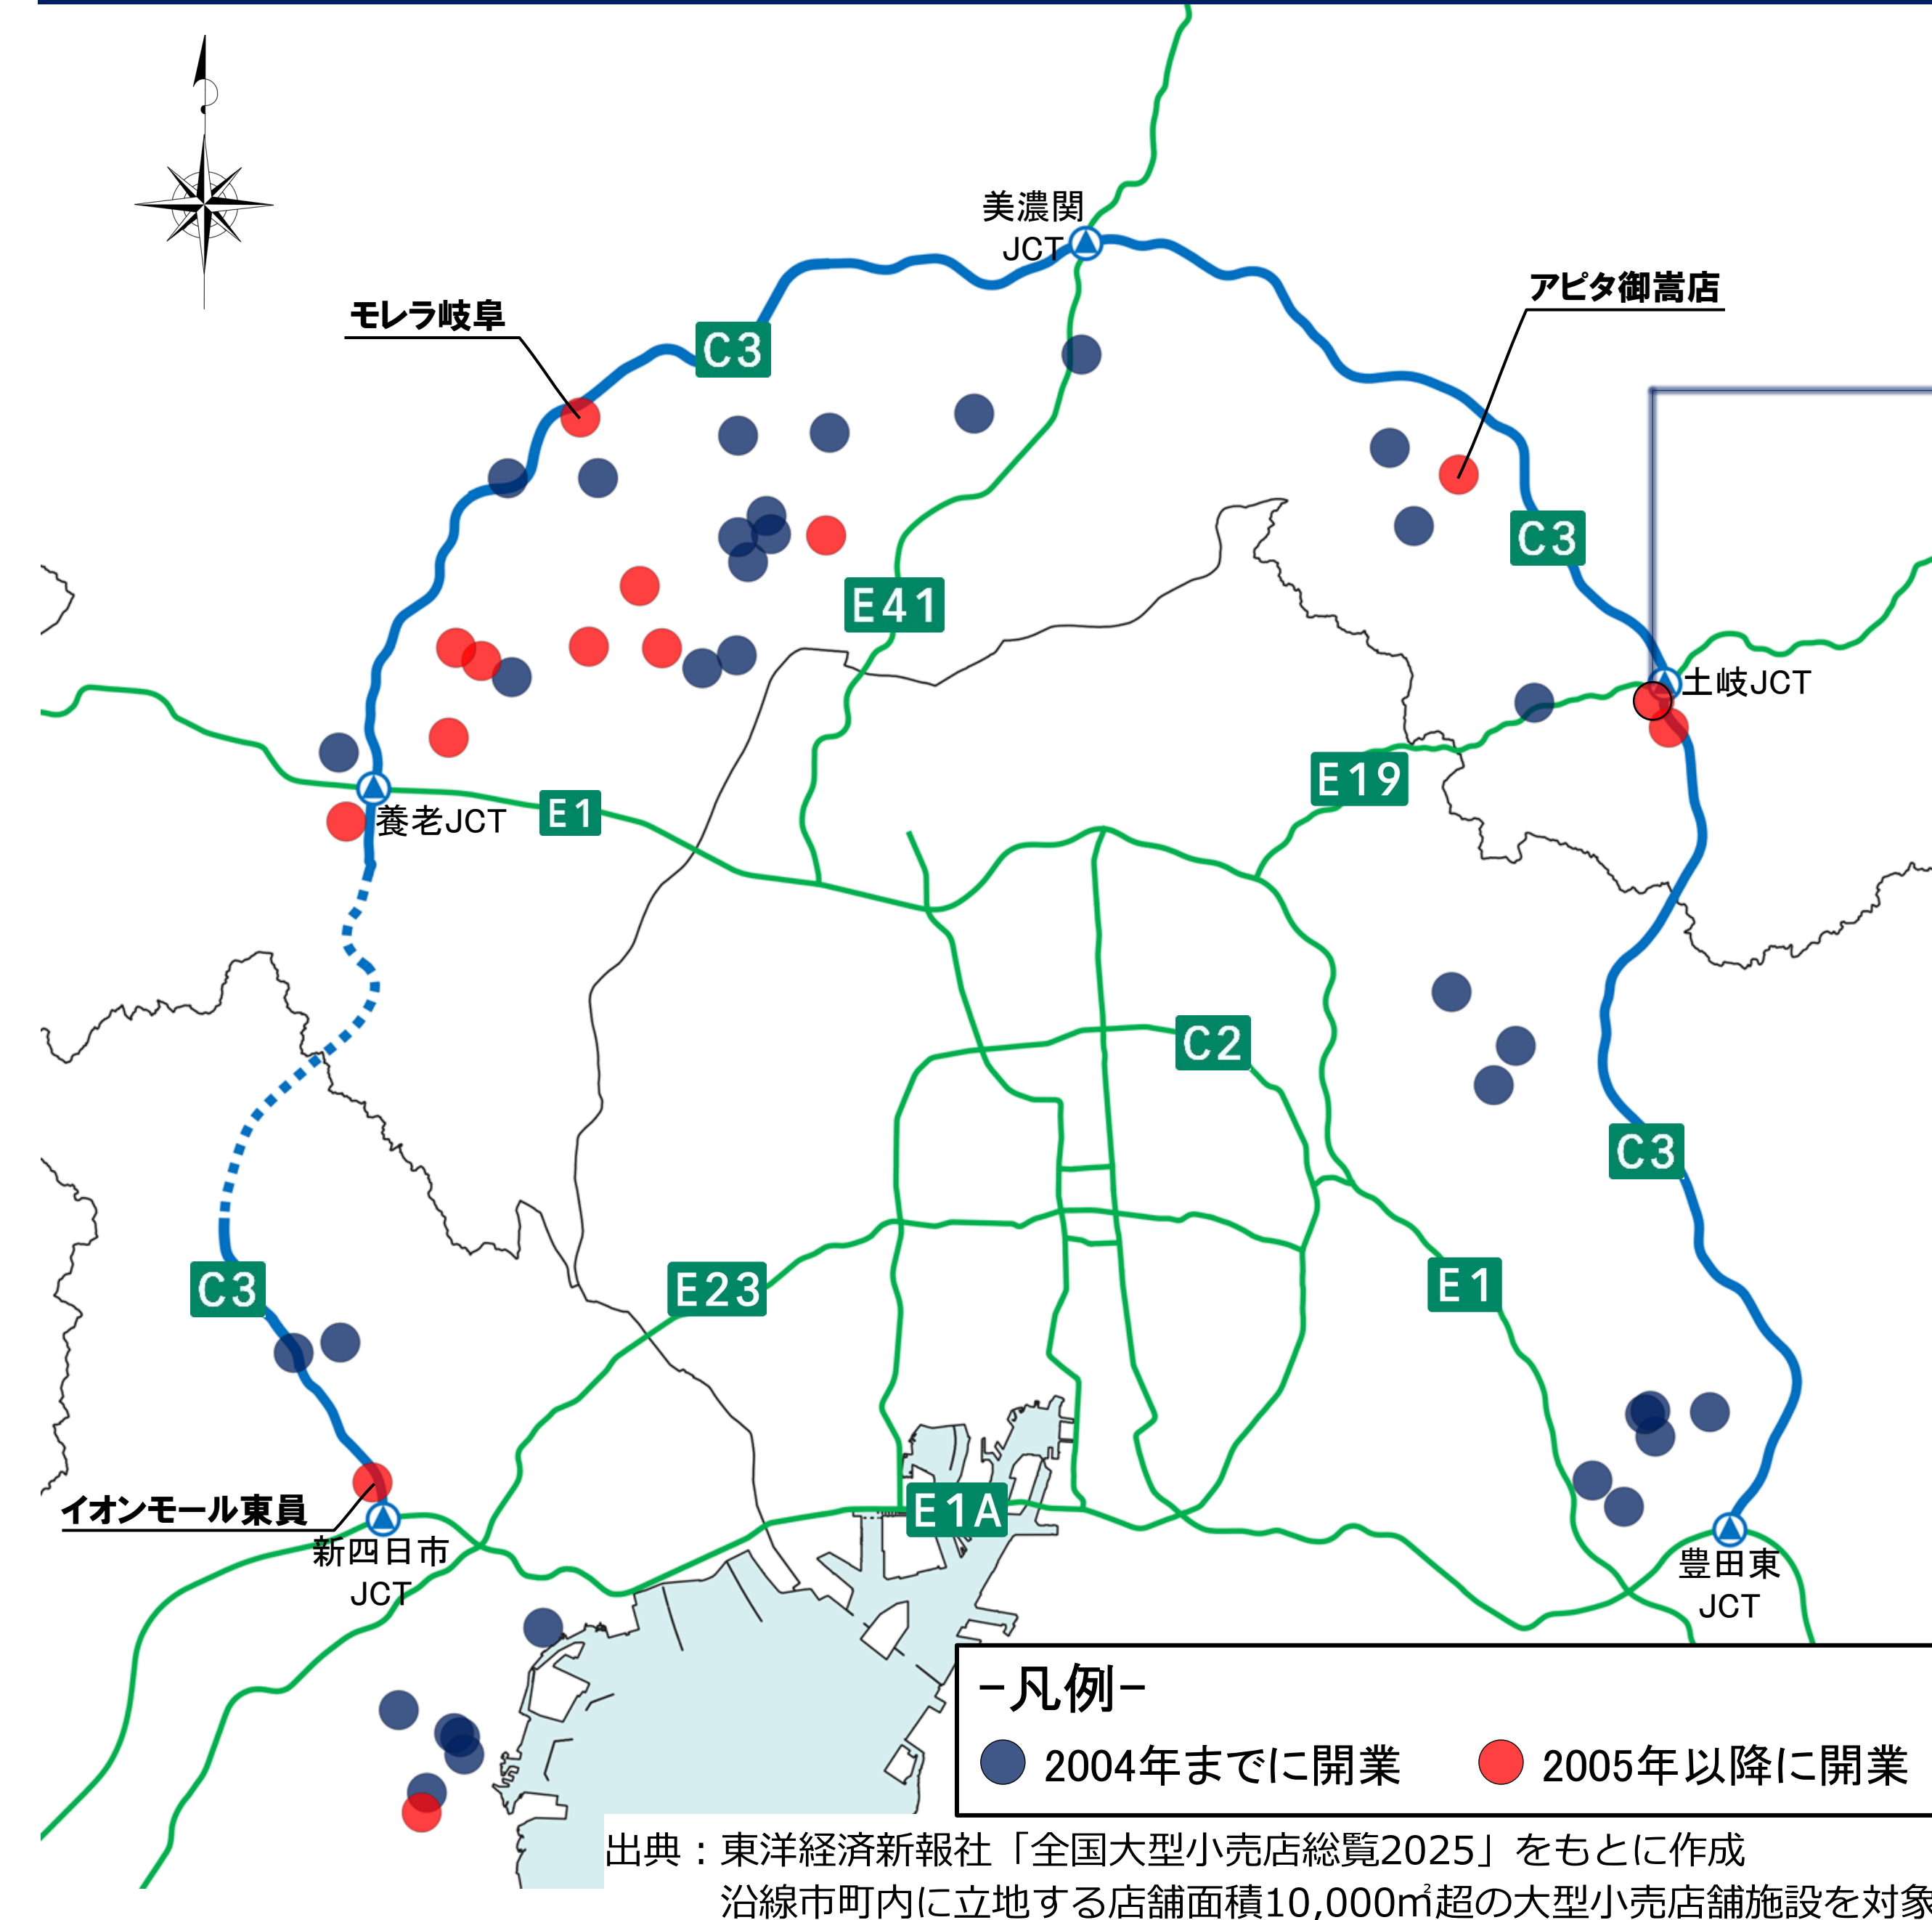 美濃関
JCT
アピタ御嵩店
モレラ岐阜
C3
C3
E41
土岐JCT
E19
養老JCT
E1
C2
C3
E23
E1
C3
イオンモール東員
E1A
新四日市
JCT
豊田東
JCT
-凡例-
2004年までに開業
2005年以降に開業
出典：東洋経済新報社「全国大型小売店総覧2025」をもとに作成
沿線市町内に立地する店舗面積10,000㎡超の大型小売店舗施設を対象